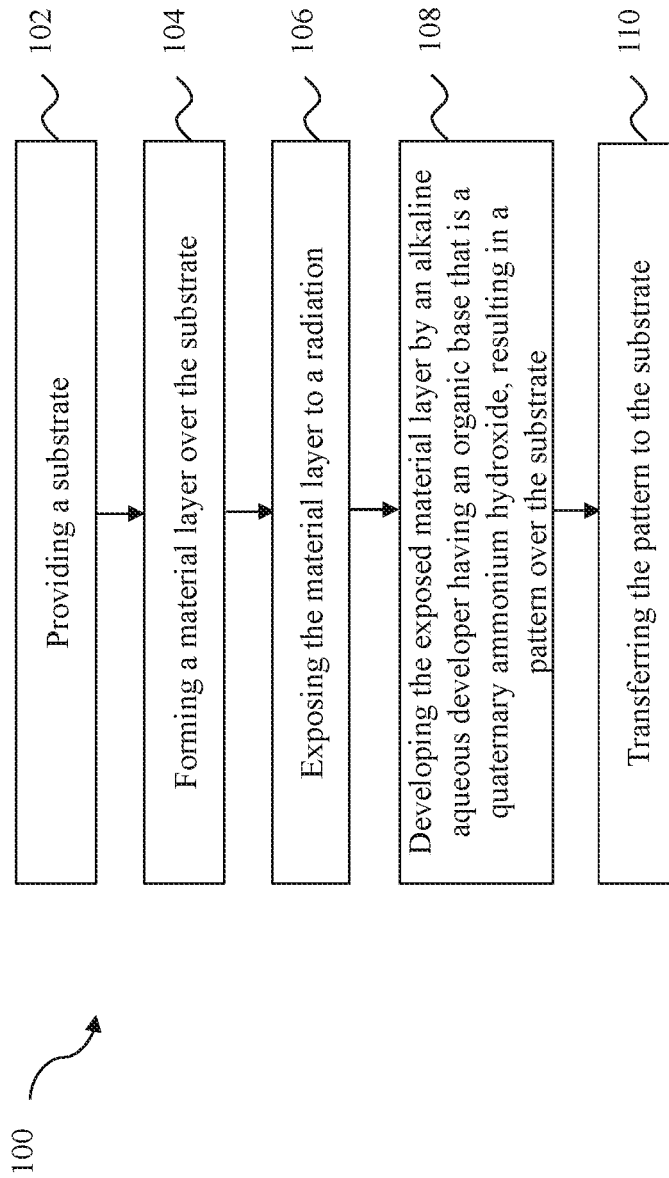 100
Providing a substrate
102
Forming a material layer over the substrate
104
Exposing the material layer to a radiation
106
Developing the exposed material layer by an alkaline
aqueous developer having an organic base that is a
quaternary ammonium hydroxide, resulting in a
pattern over the substrate
108
Transferring the pattern to the substrate
110